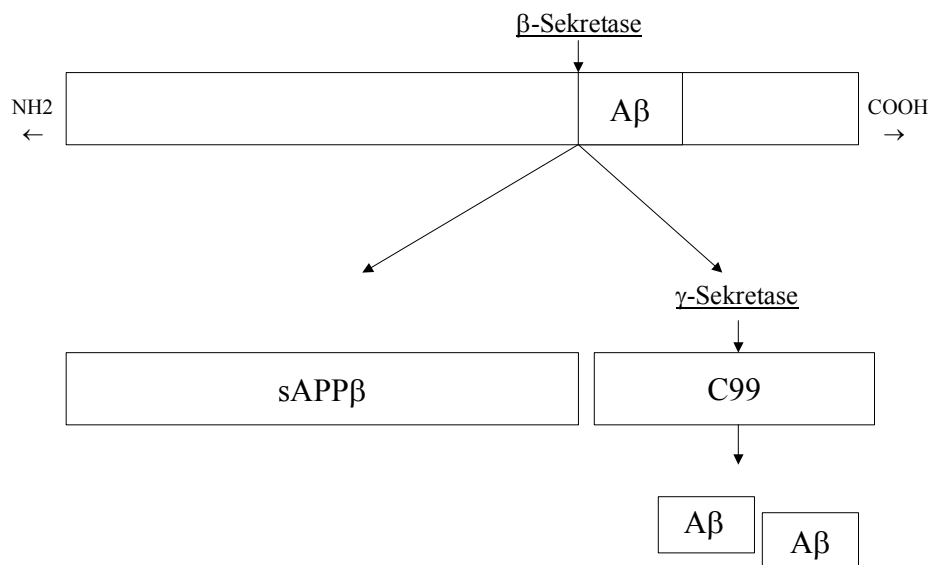 β-Sekretase
NH2
←
Aβ
COOH
→
γ-Sekretase
sAPPβ
C99
Aβ
Aβ